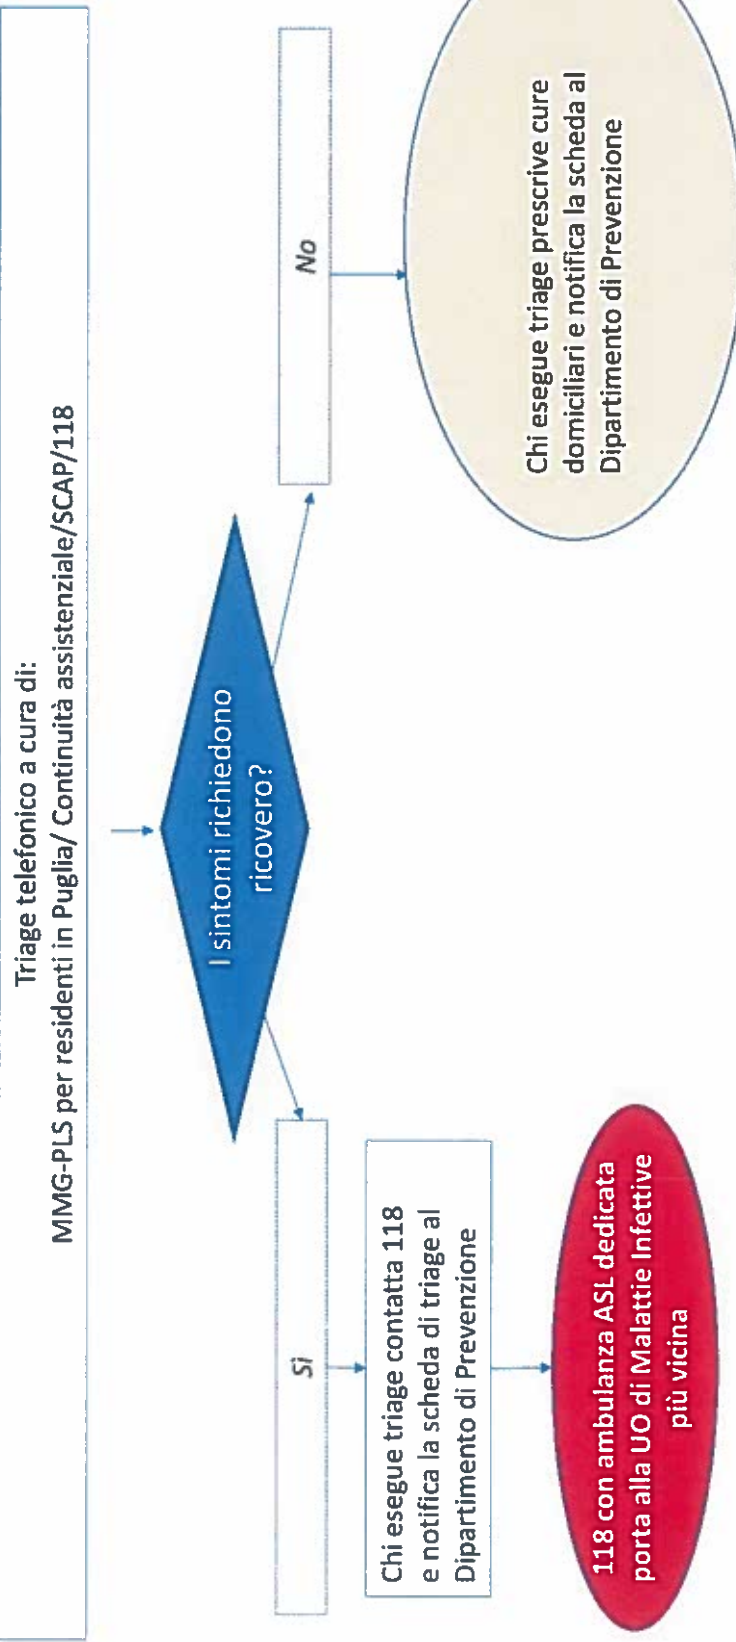 Triage telefonico a cura di:
MMG-PLS per residenti in Puglia/ Continuità assistenziale/SCAP/118
I sintomi richiedono
ricovero?
Sì
No
Chi esegue triage contatta 118
e notifica la scheda di triage al
Dipartimento di Prevenzione
118 con ambulanza ASL dedicata
porta alla UO di Malattie Infettive
più vicina
Chi esegue triage prescrive cure
domiciliari e notifica la scheda al
Dipartimento di Prevenzione